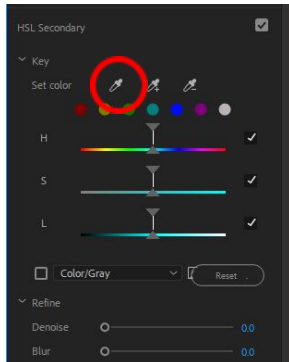 HSL Secondary
Key
Set color
H
S
L
Color/Gray
Reset
Refine
Denoise 0.0
Blur 0.0